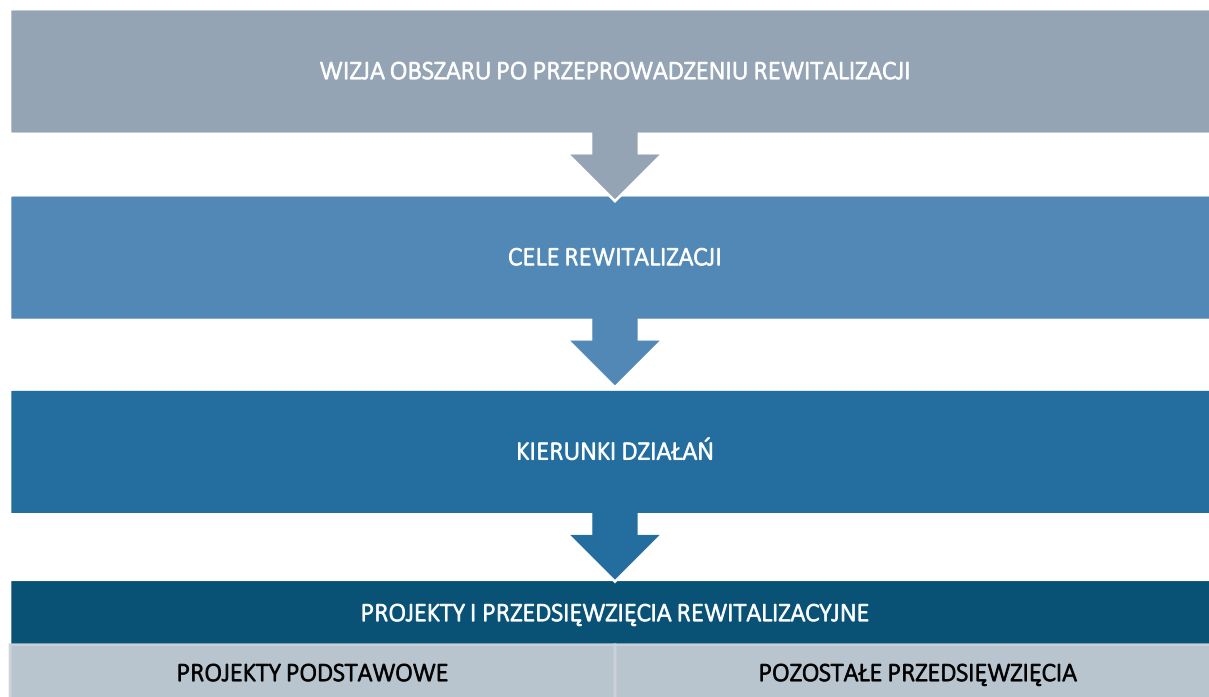 WIZJA OBSZARU PO PRZEPROWADZENIU REWITALIZACJI
CELE REWITALIZACJI
KIERUNKI DZIAŁAŃ
PROJEKTY I PRZEDSIĘWZIĘCIA REWITALIZACYJNE
PROJEKTY PODSTAWOWE
POZOSTAŁE PRZEDSIĘWZIĘCIA